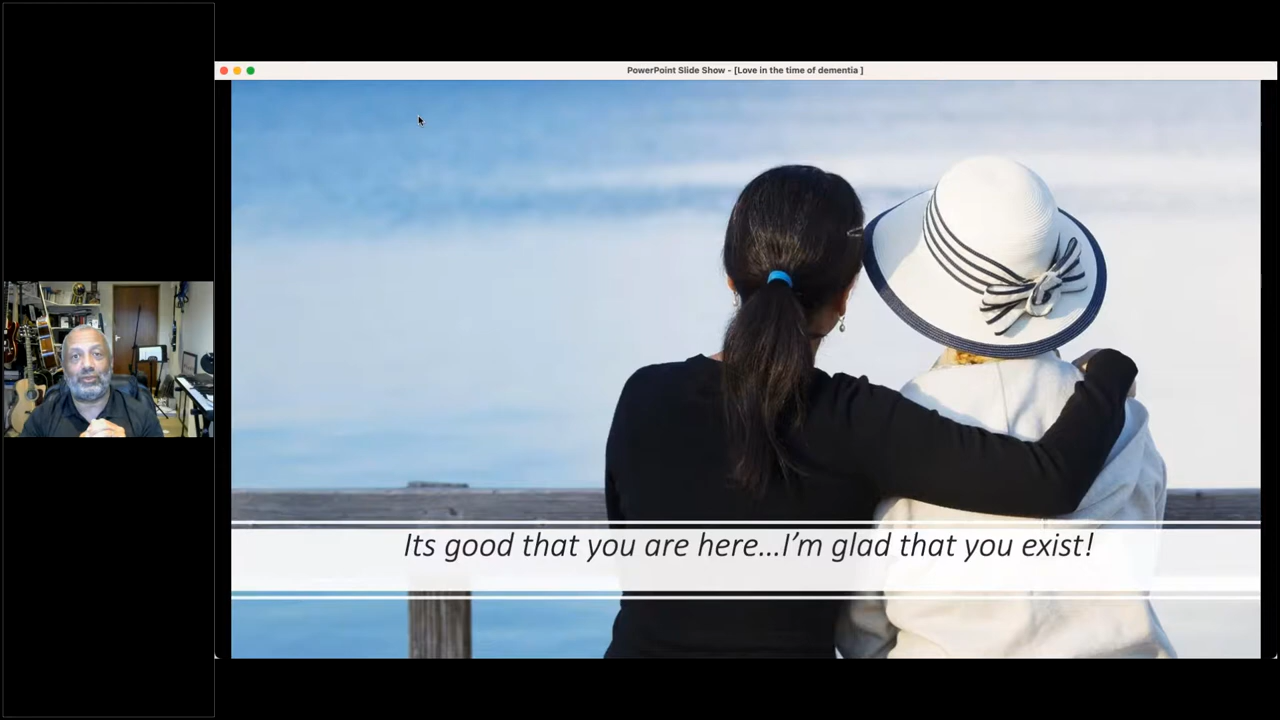 PowerPoint Slide Show - [Love in the time of dementia ]
Its good that you are here...I'm glad that you exist!